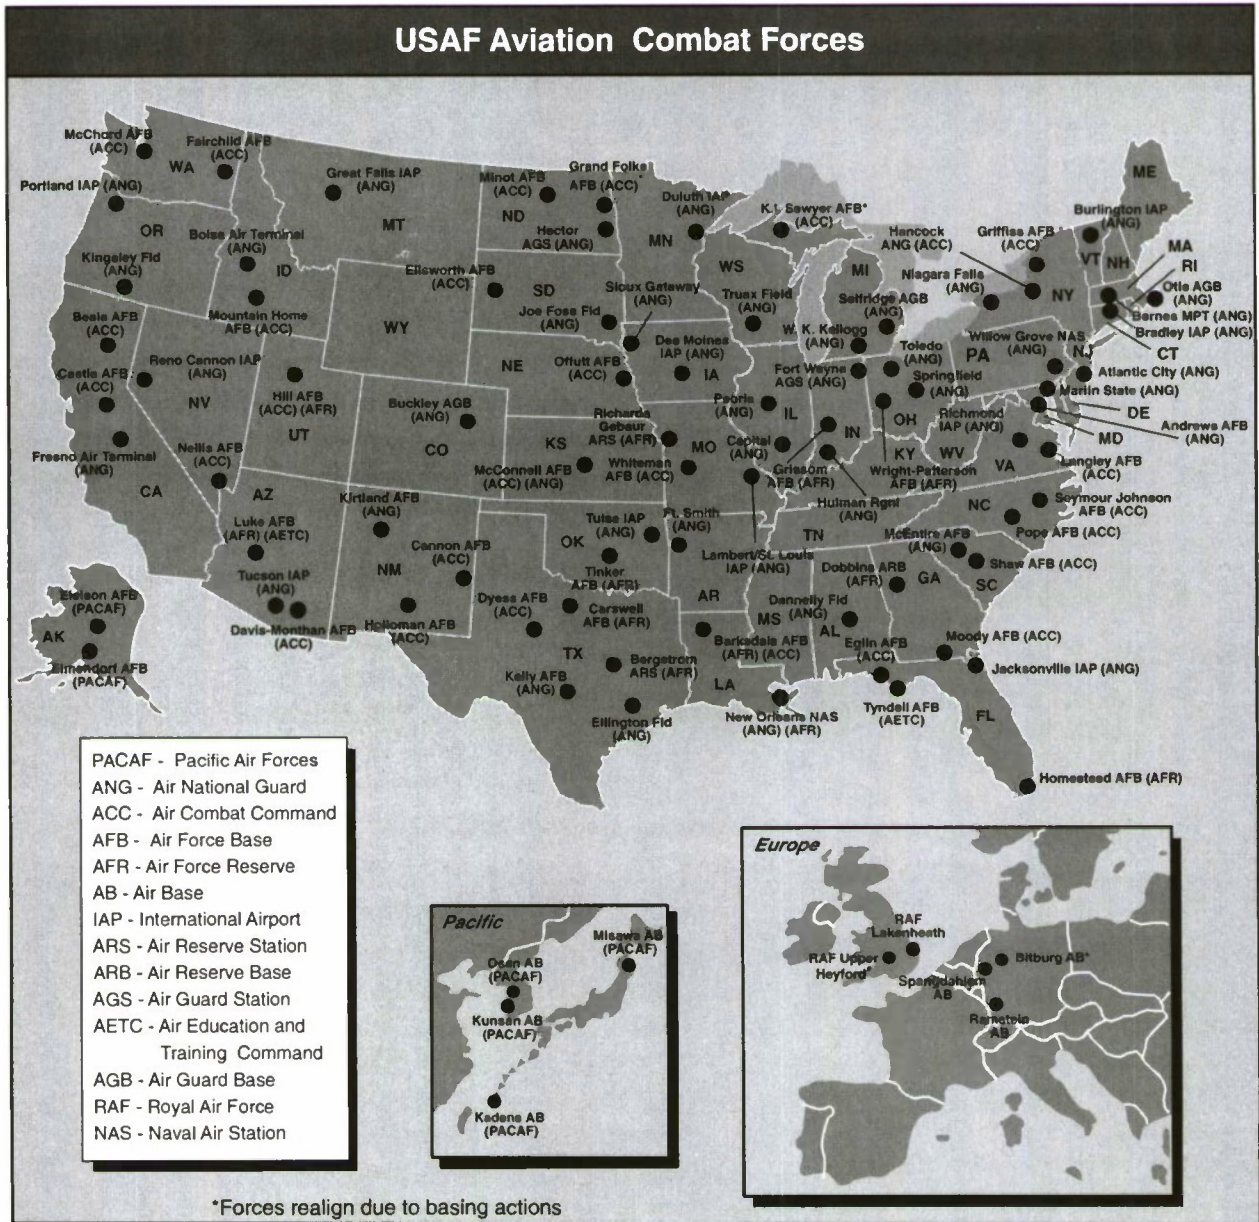 USAF Aviation Combat Forces
McChord AFB
(ACC)
Fairchild AFB
(ACC)
WA
Portland IAP (ANG)
Great Falls IAP
(ANG)
MT
Minot AFB
(ACC)
ND
Grand Folks
AFB (ACC)*
Hector
AGS (ANG)
Duluth IAP*
(ANG)
MN
K.I. Sawyer AFB*
(ACC)
Hancock
ANG (ACC)
Griffiss AFB
(ACC)
Burlington IAP
(ANG)
ME
VT
NH
MA
RI
OR
Boise Air Terminal
(ANG)
ID
Kingsley Fld
(ANG)
Mountain Home
AFB (ACC)
Ellsworth AFB
(ACC)
SD
Joe Foss Fld
(ANG)
Sioux Gateway
(ANG)
WS
Truax Field
(ANG)
MI
Selfridge AGB
(ANG)
W. K. Kellogg
(ANG)
Niagara Falls
(ANG)
NY
Otis AGB
(ANG)
Barnes MPT (ANG)
Bradley IAP (ANG)
CT
Beale AFB
(ACC)
Reno Cannon IAP
(ANG)
Castle AFB
(ACC)
NV
WY
NE
Offutt AFB
(ACC)
Des Moines
IAP (ANG)
IA
Toledo
(ANG)
Fort Wayne
AGS (ANG)
Springfield
(ANG)
PA
Willow Grove NAS
(ANG)
NJ
Atlantic City (ANG)
Marlin State (ANG)
DE
Andrews AFB
(ANG)
MD
Hill AFB
(ACC) (AFR)
UT
Buckley AGB
(ANG)
CO
KS
McConnell AFB
(ACC) (ANG)
Richards
Gebaur
ARS (AFR)
Whiteman
AFB (ACC)
MO
Peoria
(ANG)
IL
Capital
(ANG)
IN
OH
Grissom
AFB (AFR)
Wright-Patterson
AFB (AFR)
Hulman Rgnl
(ANG)
KY
WV
Richmond
IAP (ANG)
VA
Langley AFB
(ACC)
Fresno Air Terminal
(ANG)
CA
Nellis AFB
(ACC)
AZ
Luke AFB
(AFR) (AETC)
Tucson IAP
(ANG)
Davis-Monthan AFB
(ACC)
Kirtland AFB
(ANG)
NM
Cannon AFB
(ACC)
Holloman AFB
(ACC)
OK
Tulsa IAP
(ANG)
Tinker
AFB (AFR)
Ft. Smith
(ANG)
AR
Lambert/St. Louis
IAP (ANG)
TN
NC
Seymour Johnson
AFB (ACC)
Pope AFB (ACC)
McEntire AFB
(ANG)
Shaw AFB (ACC)
SC
Dobbins ARB
(AFR)
GA
Dannelly Fld
(ANG)
MS
AL
Eielson AFB
(PACAF)
AK
Elmendorf AFB
(PACAF)
Dyess AFB
(ACC)
Carswell
AFB (AFR)
TX
Bergstrom
ARS (AFR)
Kelly AFB
(ANG)
Ellington Fld
(ANG)
Barksdale AFB
(AFR) (ACC)
LA
New Orleans NAS
(ANG) (AFR)
Eglin AFB
(ACC)
Tyndell AFB
(AETC)
Moody AFB (ACC)
Jacksonville IAP (ANG)
FL
Homestead AFB (AFR)
PACAF - Pacific Air Forces
ANG - Air National Guard
ACC - Air Combat Command
AFB - Air Force Base
AFR - Air Force Reserve
AB - Air Base
IAP - International Airport
ARS - Air Reserve Station
ARB - Air Reserve Base
AGS - Air Guard Station
AETC - Air Education and
Training Command
AGB - Air Guard Base
RAF - Royal Air Force
NAS - Naval Air Station
Pacific
Misawa AB
(PACAF)
Osan AB
(PACAF)
Kunsan AB
(PACAF)
Kadena AB
(PACAF)
Europe
RAF
Lakenheath
RAF Upper
Heyford*
Spangdahlem
AB
Bitburg AB*
Ramstein
AB
*Forces realign due to basing actions